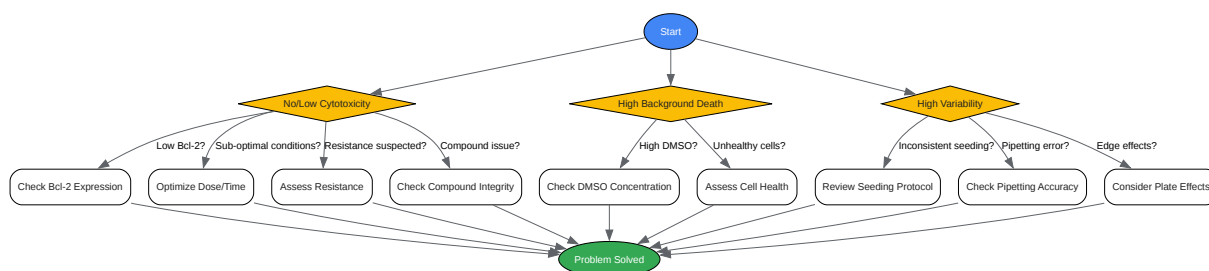 Start
No/Low Cytotoxicity
High Background Death
High Variability
Low Bcl-2?
Sub-optimal conditions?
Resistance suspected?
Compound issue?
High DMSO?
Unhealthy cells?
Inconsistent seeding?
Pipetting error?
Edge effects?
Check Bcl-2 Expression
Optimize Dose/Time
Assess Resistance
Check Compound Integrity
Check DMSO Concentration
Assess Cell Health
Review Seeding Protocol
Check Pipetting Accuracy
Consider Plate Effects
Problem Solved